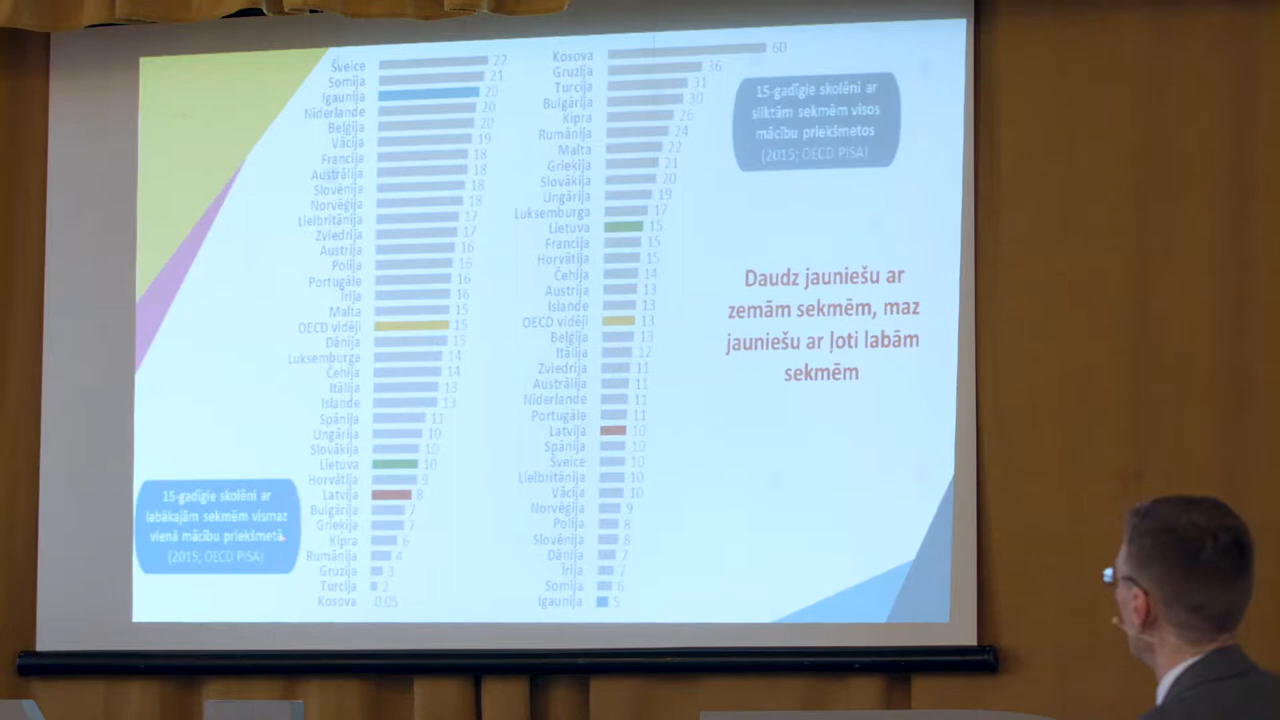 Šveice 22
Somija 21
Igaunija 20
Nīderlande 20
Beļģija 20
Vācija 19
Francija 18
Austrālija 18
Slovēnija 18
Norvēģija 18
Lielbritānija 17
Zviedrija 17
Austrija 16
Polija 16
Portugāle 16
Īrija 16
Malta 15
OECD vidēji 15
Dānija 15
Luksemburga 14
Čehija 14
Itālija 13
Islande 13
Spānija 11
Ungārija 10
Slovākija 10
Lietuva 10
Horvātija 9
Latvija 8
Bulgārija 7
Grieķija 7
Kipra 6
Rumānija 4
Gruzija 3
Turcija 2
Kosova 0,05
15-gadīgie skolēni ar
labākajām sekmēm vismaz
vienā mācību priekšmetā
(2015; OECD PISA)
Kosova 60
Gruzija 36
Turcija 31
Bulgārija 30
Kipra 26
Rumānija 24
Malta 22
Grieķija 21
Slovākija 20
Ungārija 19
Luksemburga 17
Lietuva 15
Francija 15
Horvātija 15
Čehija 14
Austrija 13
Islande 13
OECD vidēji 13
Beļģija 13
Itālija 12
Zviedrija 11
Austrālija 11
Nīderlande 11
Portugāle 11
Latvija 10
Spānija 10
Šveice 10
Lielbritānija 10
Vācija 10
Norvēģija 9
Polija 8
Slovēnija 8
Dānija 7
Īrija 7
Somija 6
Igaunija 5
15-gadīgie skolēni ar
sliktām sekmēm visos
mācību priekšmetos
(2015; OECD PISA)
Daudz jauniešu ar
zemām sekmēm, maz
jauniešu ar ļoti labām
sekmēm